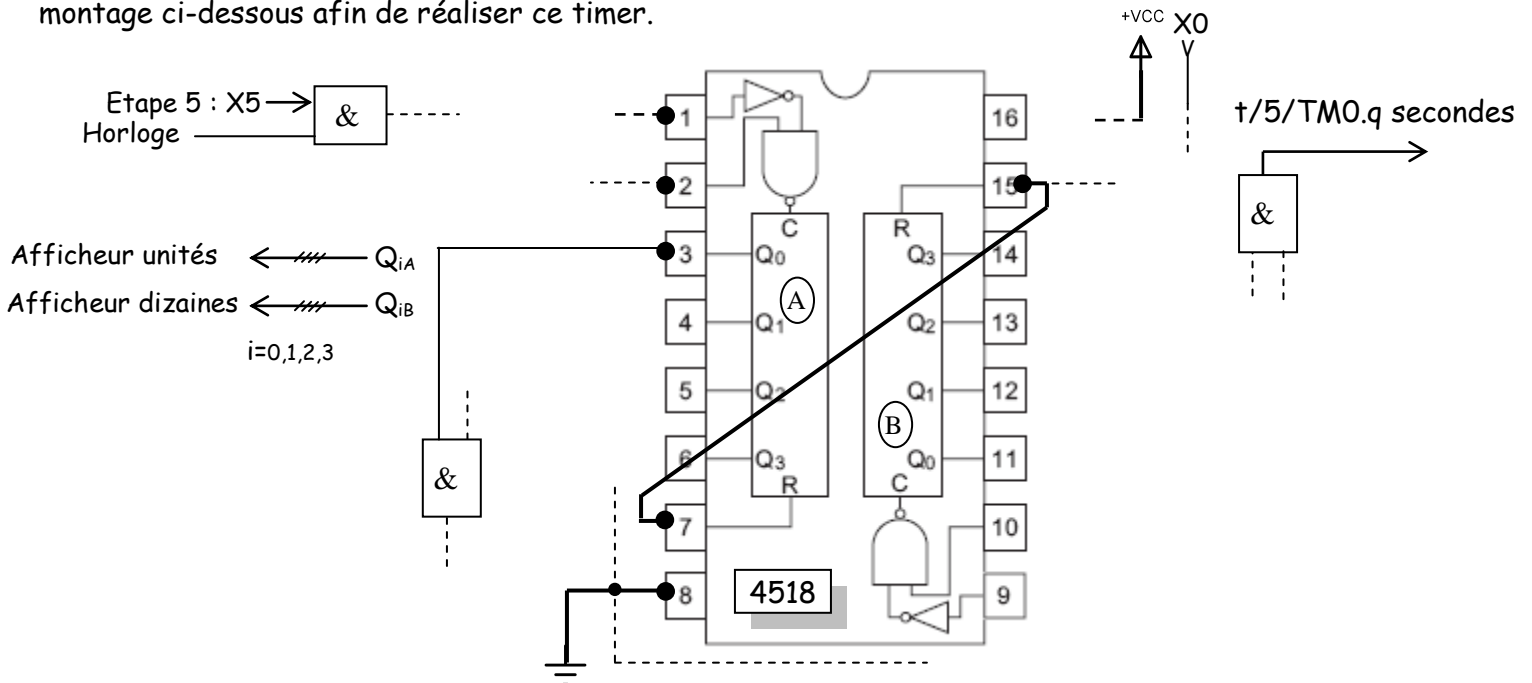 montage ci-dessous afin de réaliser ce timer.
+VCC X0
Etape 5 : X5
&
Horloge
t/5/TM0.q secondes
&
1
16
2
15
C
R
Afficheur unités
QiA
3
Q0
Q3
14
A
Afficheur dizaines
QiB
4
Q1
Q2
13
i=0,1,2,3
5
Q2
Q1
12
B
6
Q3
Q0
11
R
C
&
7
10
8
4518
9